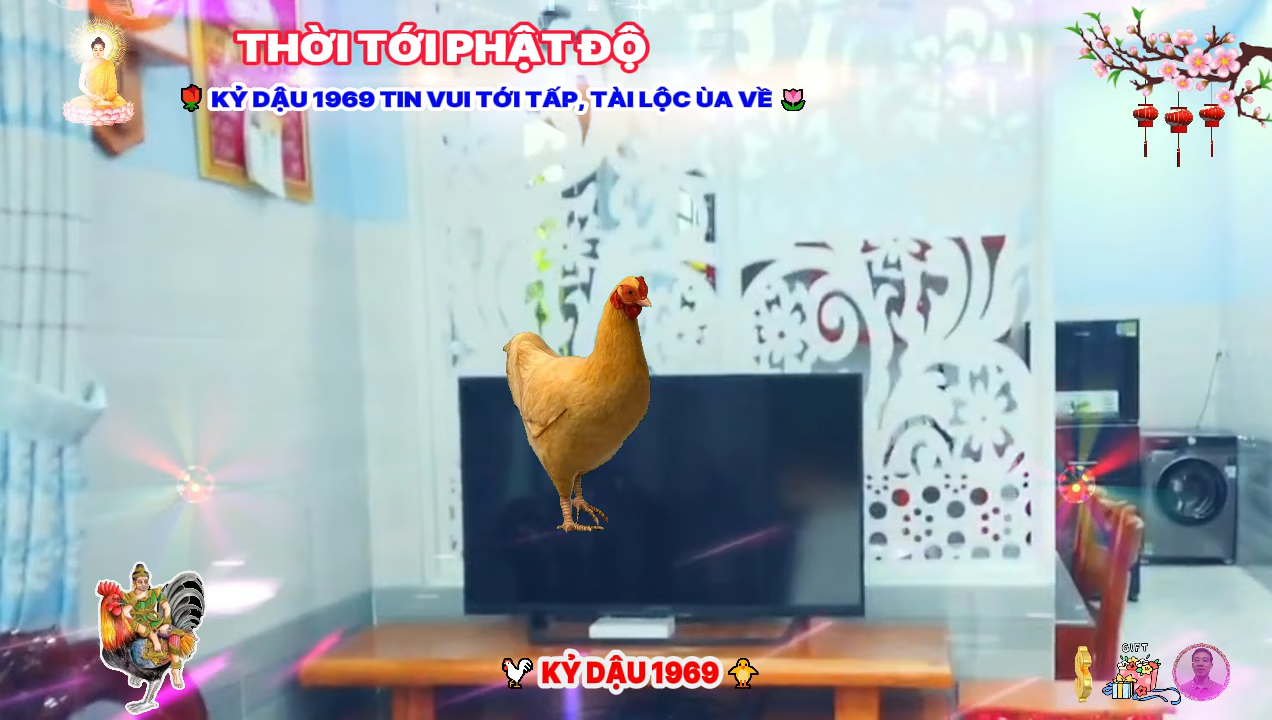 THỜI TỚI PHẬT ĐỘ
KỶ DẬU 1969 TIN VUI TỚI TẤP, TÀI LỘC ÙA VỀ
GIFT
KỶ DẬU 1969